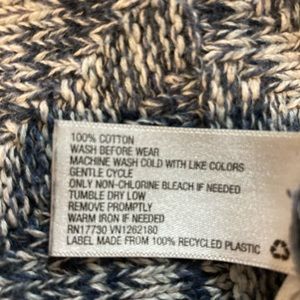 100% COTTON
WASH BEFORE WEAR
MACHINE WASH COLD WITH LIKE COLORS
GENTLE CYCLE
ONLY NON-CHLORINE BLEACH IF NEEDED
TUMBLE DRY LOW
REMOVE PROMPTLY
WARM IRON IF NEEDED
RN17730 VN1262180
LABEL MADE FROM 100% RECYCLED PLASTIC